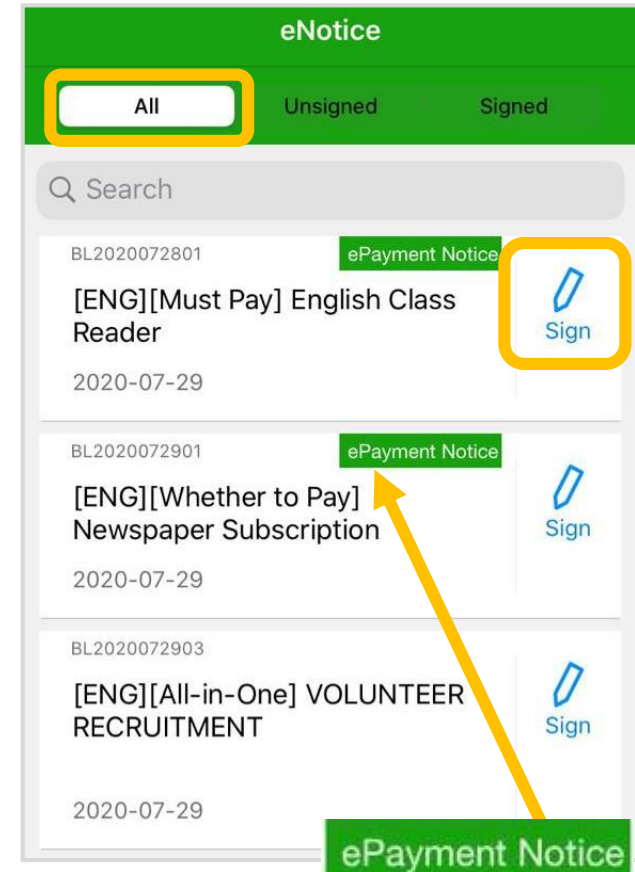 eNotice
All Unsigned Signed
Search
BL2020072801 ePayment Notice
[ENG][Must Pay] English Class
Reader
Sign
2020-07-29
BL2020072901 ePayment Notice
[ENG][Whether to Pay]
Newspaper Subscription
Sign
2020-07-29
BL2020072903
[ENG][All-in-One] VOLUNTEER
RECRUITMENT
Sign
2020-07-29
ePayment Notice